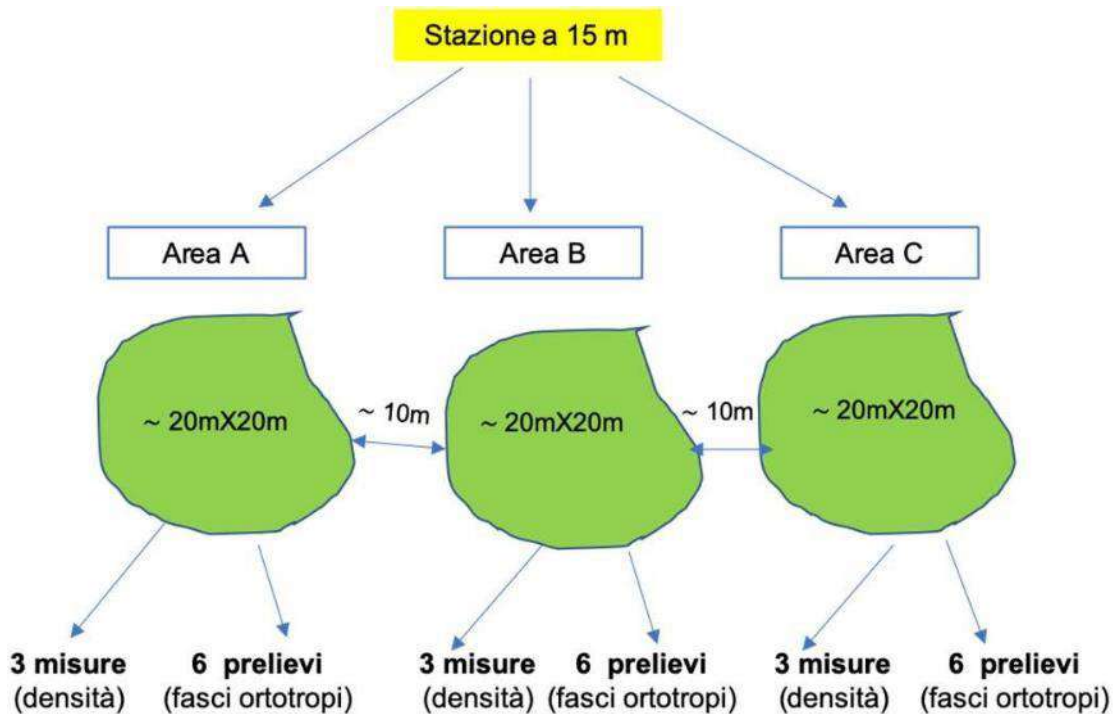 Stazione a 15 m
Area A
Area B
Area C
~ 20mX20m
~ 10m
~ 20mX20m
~ 10m
~ 20mX20m
3 misure
(densità)
6 prelievi
(fasci ortotropi)
3 misure
(densità)
6 prelievi
(fasci ortotropi)
3 misure
(densità)
6 prelievi
(fasci ortotropi)